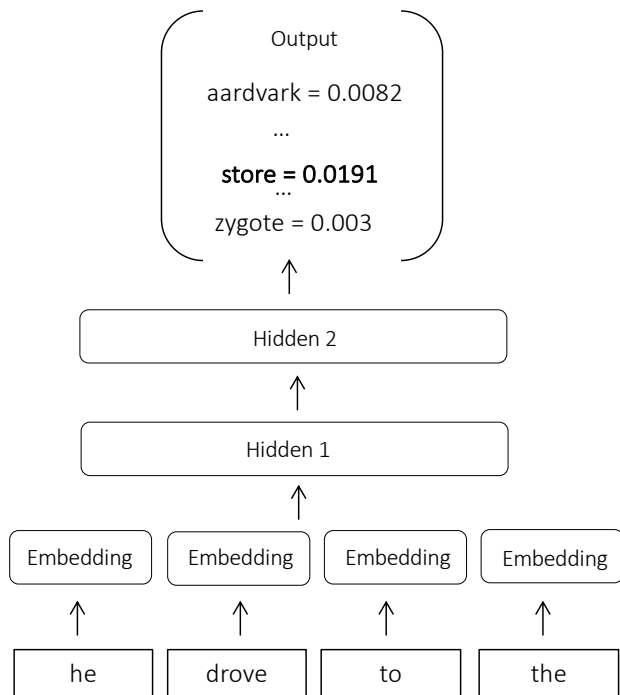 Output
aardvark = 0.0082
...
store = 0.0191
...
zygote = 0.003
Hidden 2
Hidden 1
Embedding Embedding Embedding Embedding
he drove to the